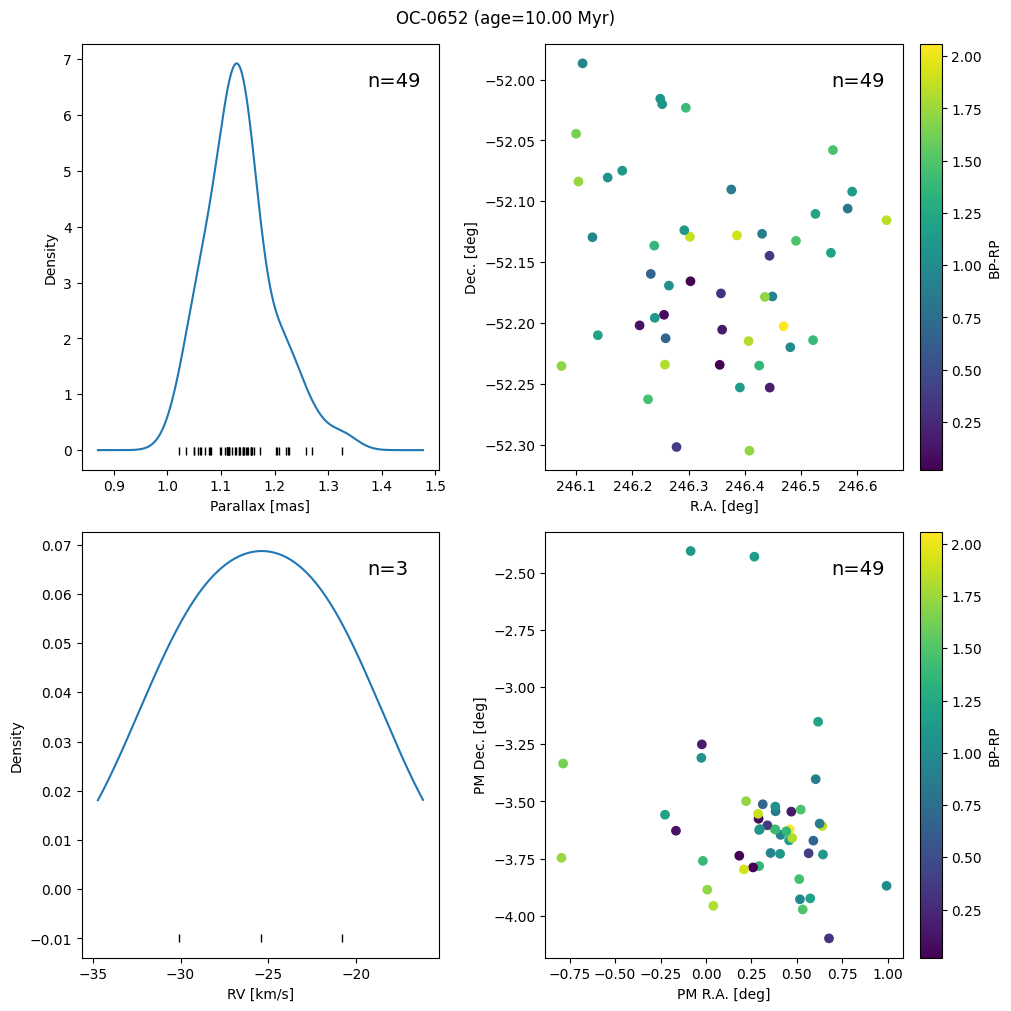 OC-0652 (age=10.00 Myr)
n=49
Density
7
6
5
4
3
2
1
0
0.9 1.0 1.1 1.2 1.3 1.4 1.5
Parallax [mas]
n=49
Dec. [deg]
−52.00
−52.05
−52.10
−52.15
−52.20
−52.25
−52.30
246.1 246.2 246.3 246.4 246.5 246.6
R.A. [deg]
2.00
1.75
1.50
1.25
1.00
0.75
0.50
0.25
BP-RP
n=3
Density
0.07
0.06
0.05
0.04
0.03
0.02
0.01
0.00
−0.01
−35 −30 −25 −20
RV [km/s]
n=49
PM Dec. [deg]
−2.50
−2.75
−3.00
−3.25
−3.50
−3.75
−4.00
−0.75 −0.50 −0.25 0.00 0.25 0.50 0.75 1.00
PM R.A. [deg]
2.00
1.75
1.50
1.25
1.00
0.75
0.50
0.25
BP-RP